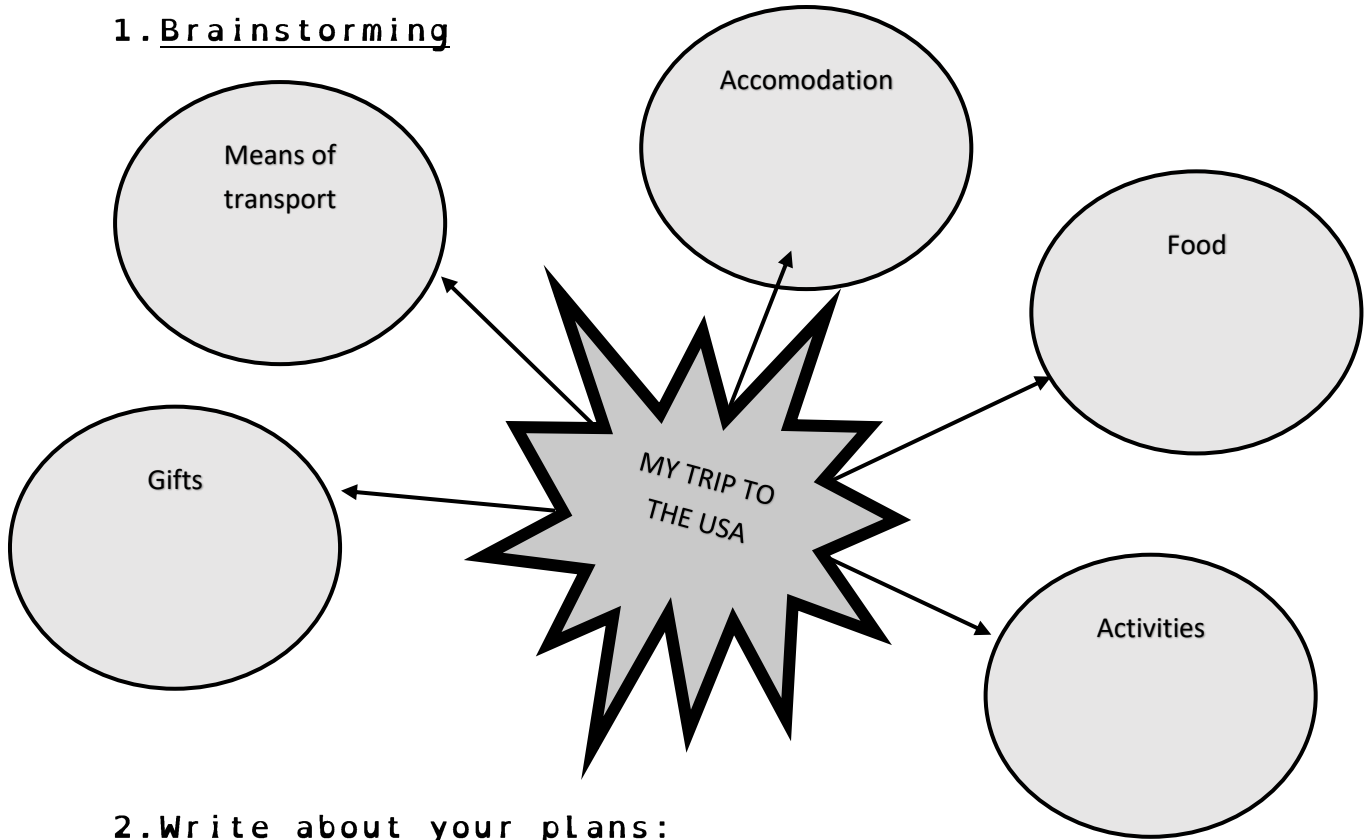 1.Brainstorming
Accomodation
Means of
transport
Food
Gifts
MY TRIP TO
THE USA
Activities
2.Write about your plans: